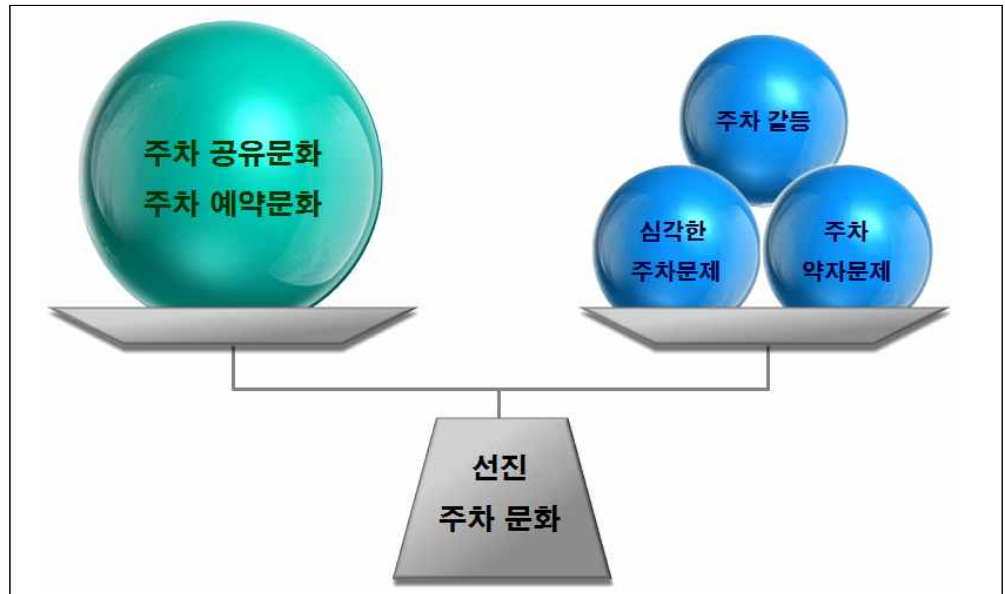 주차 공유문화
주차 예약문화
주차 갈등
심각한
주차문제
주차
약자문제
선진
주차 문화